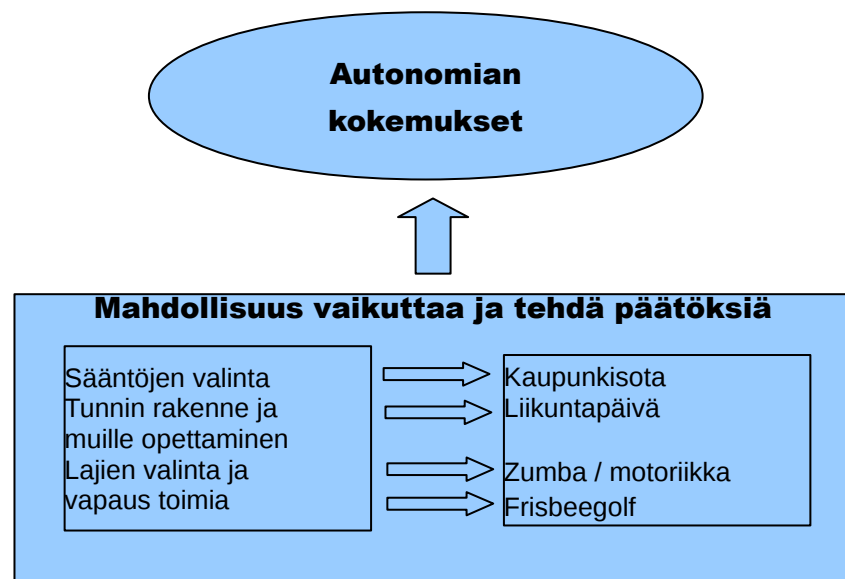 Autonomian
kokemukset
Mahdollisuus vaikuttaa ja tehdä päätöksiä
Sääntöjen valinta
Tunnin rakenne ja
muille opettaminen
Lajien valinta ja
vapaus toimia
Kaupunkisota
Liikuntapäivä
Zumba / motoriikka
Frisbeegolf